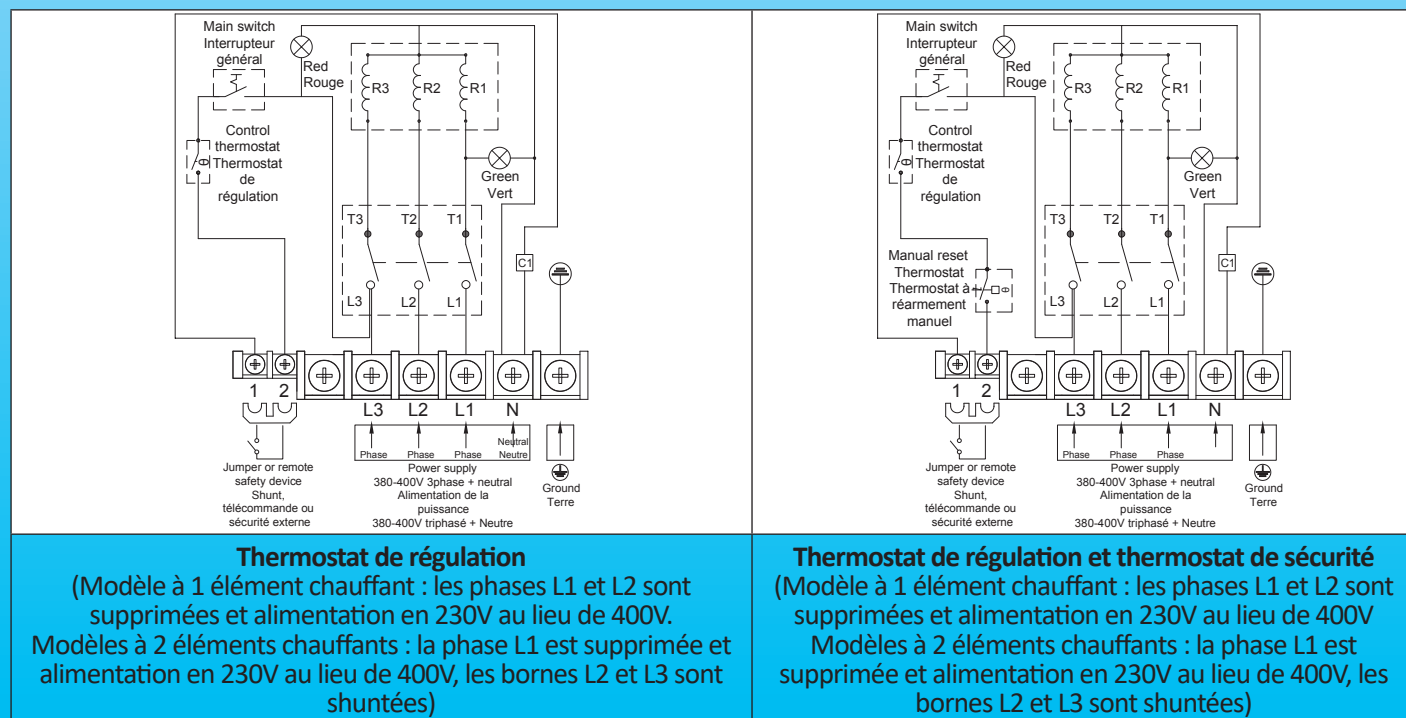 Main switch
Interrupteur
général
Red
Rouge
R3
R2
R1
Control
thermostat
Thermostat
de
régulation
θ
Green
Vert
T3
T2
T1
C1
L3
L2
L1
1
2
L3
L2
L1
N
Phase
Phase
Phase
Neutral
Neutre
Jumper or remote
safety device
Shunt,
télécommande ou
sécurité externe
Power supply
380-400V 3phase + neutral
Alimentation de la
puissance
380-400V triphasé + Neutre
Ground
Terre
Thermostat de régulation
(Modèle à 1 élément chauffant : les phases L1 et L2 sont
supprimées et alimentation en 230V au lieu de 400V.
Modèles à 2 éléments chauffants : la phase L1 est supprimée et
alimentation en 230V au lieu de 400V, les bornes L2 et L3 sont
shuntées)
Main switch
Interrupteur
général
Red
Rouge
R3
R2
R1
Control
thermostat
Thermostat
de
régulation
θ
Green
Vert
T3
T2
T1
Manual reset
Thermostat
Thermostat à
réarmement
manuel
θ
C1
L3
L2
L1
1
2
L3
L2
L1
N
Phase
Phase
Phase
Jumper or remote
safety device
Shunt,
télécommande ou
sécurité externe
Power supply
380-400V 3phase + neutral
Alimentation de la
puissance
380-400V triphasé + Neutre
Ground
Terre
Thermostat de régulation et thermostat de sécurité
(Modèle à 1 élément chauffant : les phases L1 et L2 sont
supprimées et alimentation en 230V au lieu de 400V
Modèles à 2 éléments chauffants : la phase L1 est
supprimée et alimentation en 230V au lieu de 400V, les
bornes L2 et L3 sont shuntées)